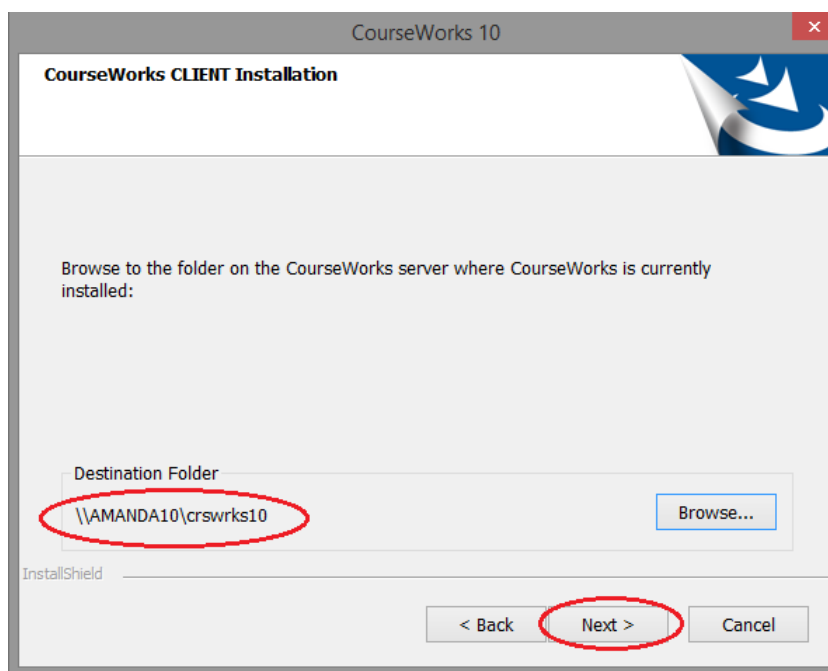 CourseWorks 10
CourseWorks CLIENT Installation
Browse to the folder on the CourseWorks server where CourseWorks is currently
installed:
Destination Folder
\\AMANDA10\crswrks10
Browse...
InstallShield
< Back
Next >
Cancel